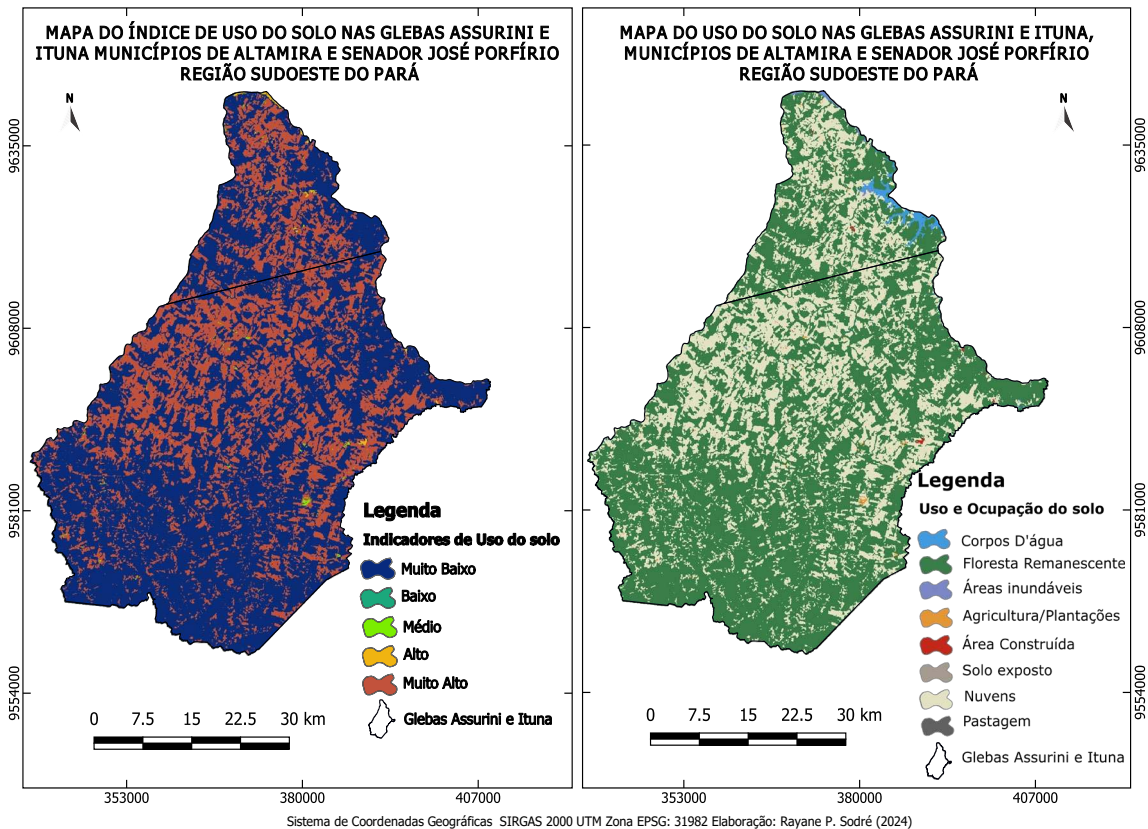 MAPA DO ÍNDICE DE USO DO SOLO NAS GLEBAS ASSURINI E
ITUNA MUNICÍPIOS DE ALTAMIRA E SENADOR JOSÉ PORFÍRIO
REGIÃO SUDOESTE DO PARÁ
N
9635000
9608000
9581000
9554000
Legenda
Indicadores de Uso do solo
Muito Baixo
Baixo
Médio
Alto
Muito Alto
Glebas Assurini e Ituna
0 7.5 15 22.5 30 km
353000 380000 407000
MAPA DO USO DO SOLO NAS GLEBAS ASSURINI E ITUNA,
MUNICÍPIOS DE ALTAMIRA E SENADOR JOSÉ PORFÍRIO
REGIÃO SUDOESTE DO PARÁ
N
9635000
9608000
9581000
9554000
Legenda
Uso e Ocupação do solo
Corpos D'água
Floresta Remanescente
Áreas inundáveis
Agricultura/Plantações
Área Construída
Solo exposto
Nuvens
Pastagem
Glebas Assurini e Ituna
0 7.5 15 22.5 30 km
353000 380000 407000
Sistema de Coordenadas Geográficas SIRGAS 2000 UTM Zona EPSG: 31982 Elaboração: Rayane P. Sodré (2024)